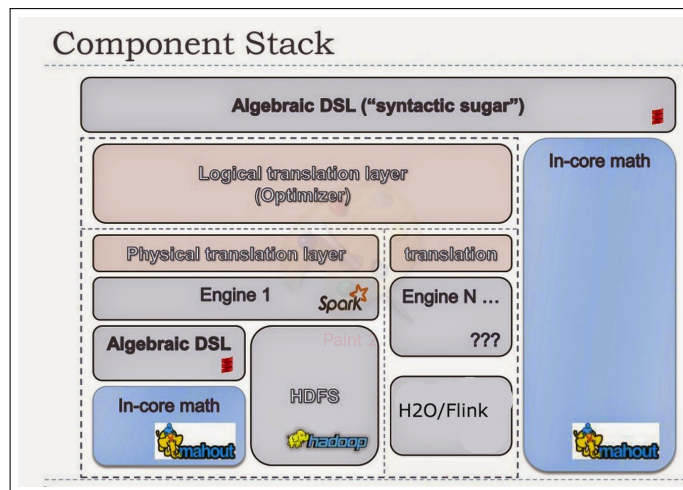 Component Stack
Algebraic DSL (“syntactic sugar”)
Logical translation layer
(Optimizer)
In-core math
Physical translation layer
translation
Engine 1
Spark
Engine N ...
???
Algebraic DSL
Paint
HDFS
hadoop
In-core math
mahout
H2O/Flink
mahout